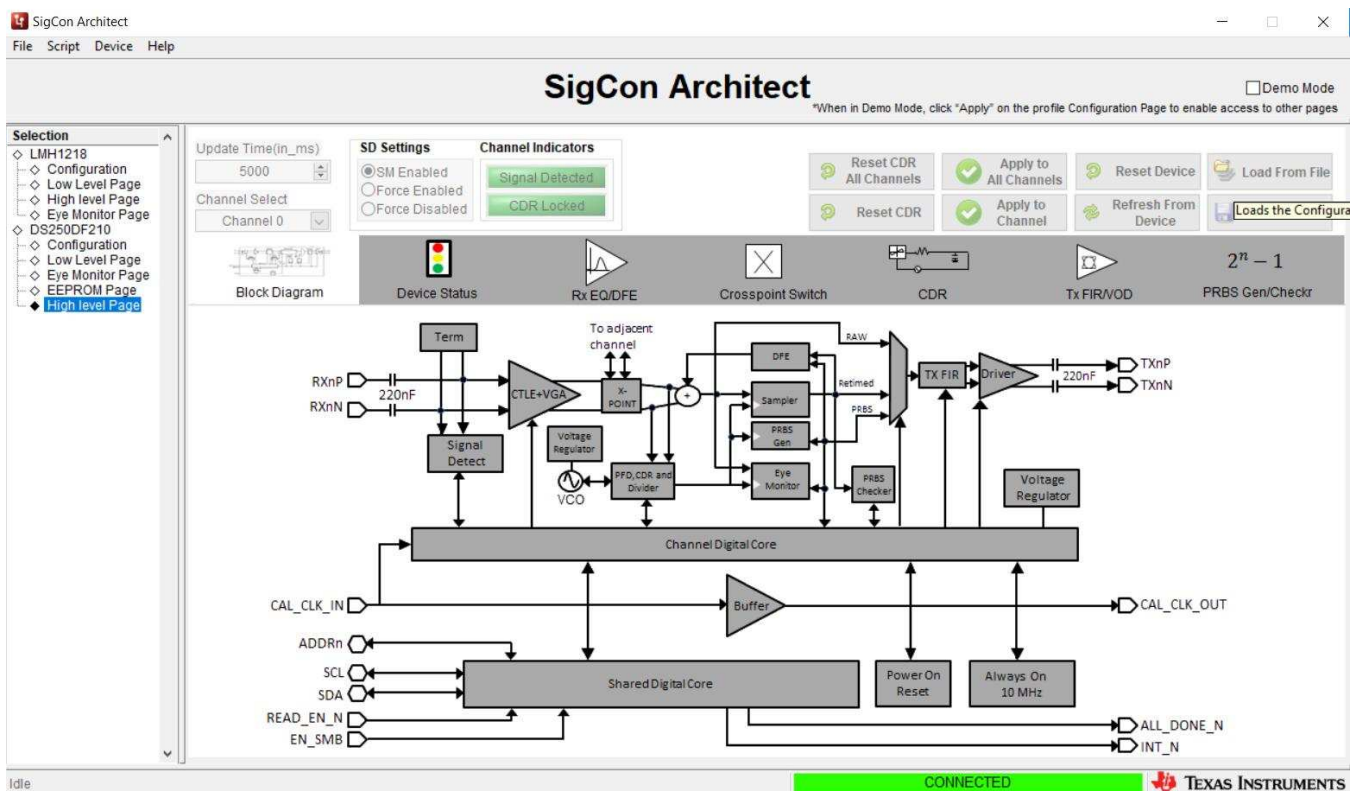 SigCon Architect
File Script Device Help
SigCon Architect
Demo Mode
*When in Demo Mode, click "Apply" on the profile Configuration Page to enable access to other pages
Selection
LMH1218
Configuration
Low Level Page
High level Page
Eye Monitor Page
DS250DF210
Configuration
Low Level Page
Eye Monitor Page
EEPROM Page
High level Page
Update Time(in_ms)
5000
Channel Select
Channel 0
SD Settings
SM Enabled
Force Enabled
Force Disabled
Channel Indicators
Signal Detected
CDR Locked
Reset CDR
All Channels
Apply to
All Channels
Reset Device
Load From File
Reset CDR
Apply to
Channel
Refresh From
Device
Loads the Configura
Block Diagram
Device Status
Rx EQ/DFE
Crosspoint Switch
CDR
Tx FIR/VOD
2ⁿ − 1
PRBS Gen/Checkr
Term
To adjacent
channel
RAW
DFE
RXnP
220nF
RXnN
CTLE+VGA
X-
POINT
+
Sampler
Retimed
PRBS
TX FIR
Driver
TXnP
220nF
TXnN
Signal
Detect
Voltage
Regulator
VCO
PFD,CDR and
Divider
PRBS
Gen
Eye
Monitor
PRBS
Checker
Voltage
Regulator
Channel Digital Core
CAL_CLK_IN
Buffer
CAL_CLK_OUT
ADDRn
SCL
SDA
READ_EN_N
EN_SMB
Shared Digital Core
Power On
Reset
Always On
10 MHz
ALL_DONE_N
INT_N
Idle
CONNECTED
TEXAS INSTRUMENTS